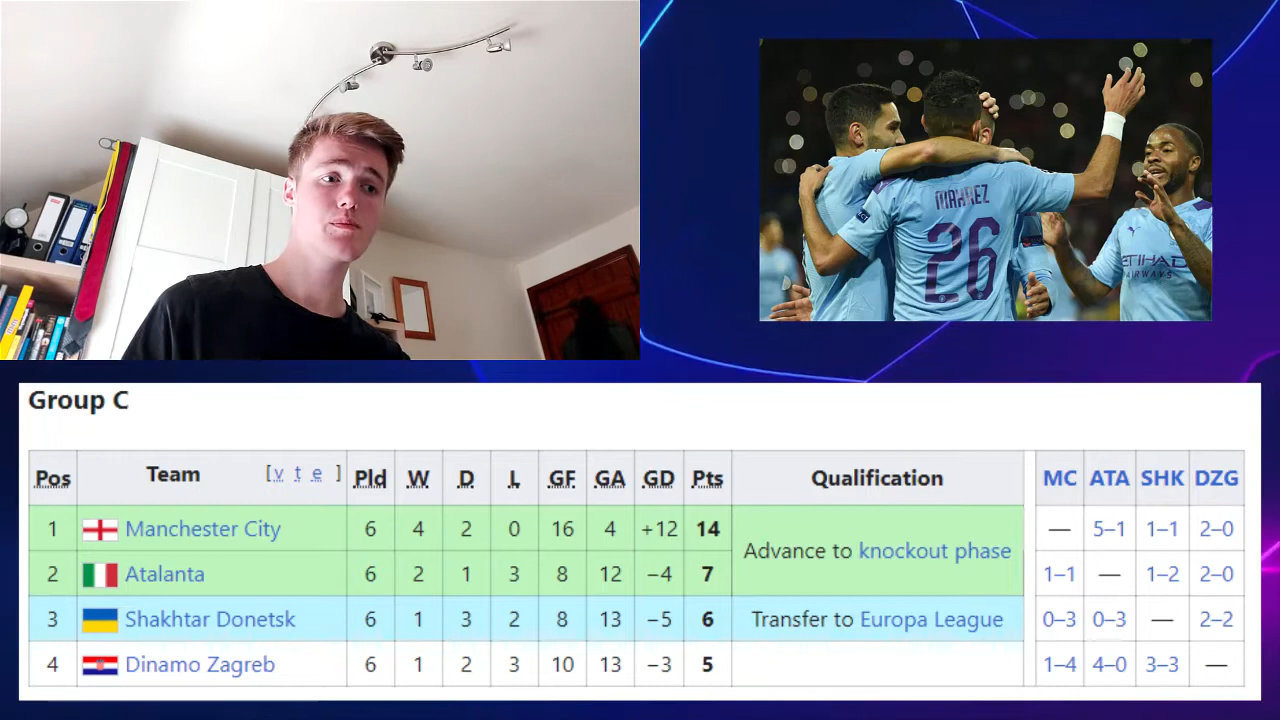 MAHREZ
26
ETIHAD
AIRWAYS
Group C
Pos Team [v t e] Pld W D L GF GA GD Pts Qualification MC ATA SHK DZG
1 Manchester City 6 4 2 0 16 4 +12 14 Advance to knockout phase — 5–1 1–1 2–0
2 Atalanta 6 2 1 3 8 12 −4 7 1–1 — 1–2 2–0
3 Shakhtar Donetsk 6 1 3 2 8 13 −5 6 Transfer to Europa League 0–3 0–3 — 2–2
4 Dinamo Zagreb 6 1 2 3 10 13 −3 5 1–4 4–0 3–3 —